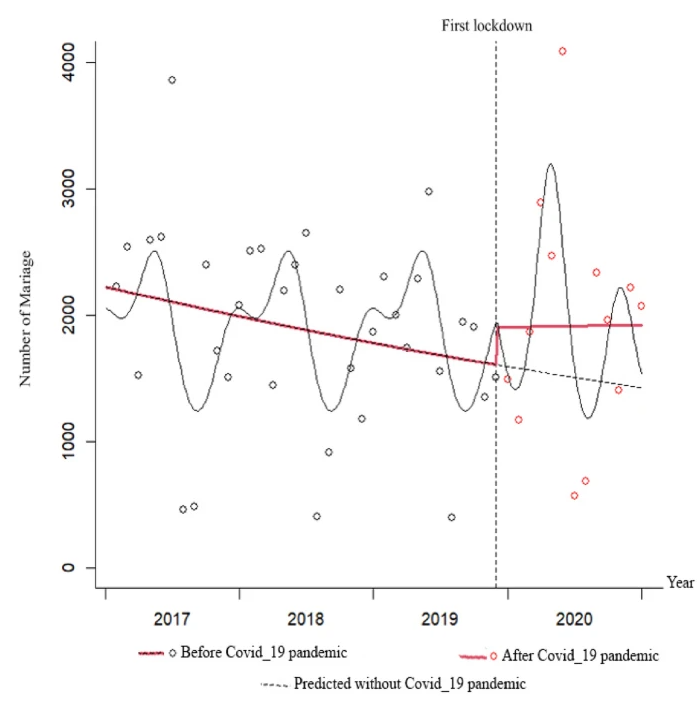 First lockdown
4000
3000
2000
1000
0
Number of Mariage
Year
2017 2018 2019 2020
Before Covid_19 pandemic After Covid_19 pandemic
Predicted without Covid_19 pandemic